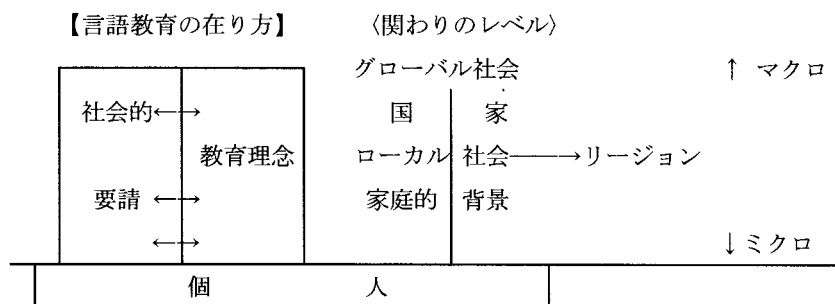 【言語教育の在り方】 〈関わりのレベル〉
グローバル社会 ↑ マクロ
社会的←→ 国 家
教育理念 ローカル 社会──→リージョン
要請 ←→ 家庭的 背景
←→ ↓ミクロ
個 人